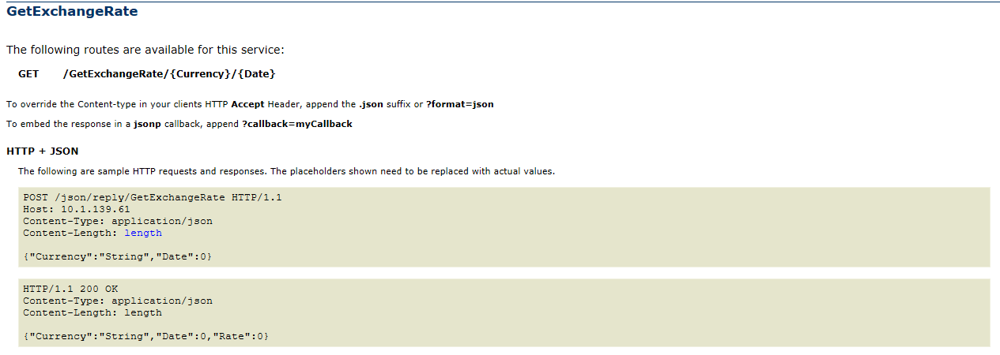 GetExchangeRate
The following routes are available for this service:
GET /GetExchangeRate/{Currency}/{Date}
To override the Content-type in your clients HTTP Accept Header, append the .json suffix or ?format=json
To embed the response in a jsonp callback, append ?callback=myCallback
HTTP + JSON
The following are sample HTTP requests and responses. The placeholders shown need to be replaced with actual values.
POST /json/reply/GetExchangeRate HTTP/1.1
Host: 10.1.139.61
Content-Type: application/json
Content-Length: length
{"Currency":"String","Date":0}
HTTP/1.1 200 OK
Content-Type: application/json
Content-Length: length
{"Currency":"String","Date":0,"Rate":0}